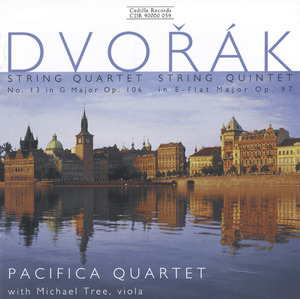 Cedille Records
CDR 90000 059
DVOŘÁK
STRING QUARTET STRING QUINTET
No. 13 in G Major Op. 106 in E-Flat Major Op. 97
PACIFICA QUARTET
with Michael Tree, viola